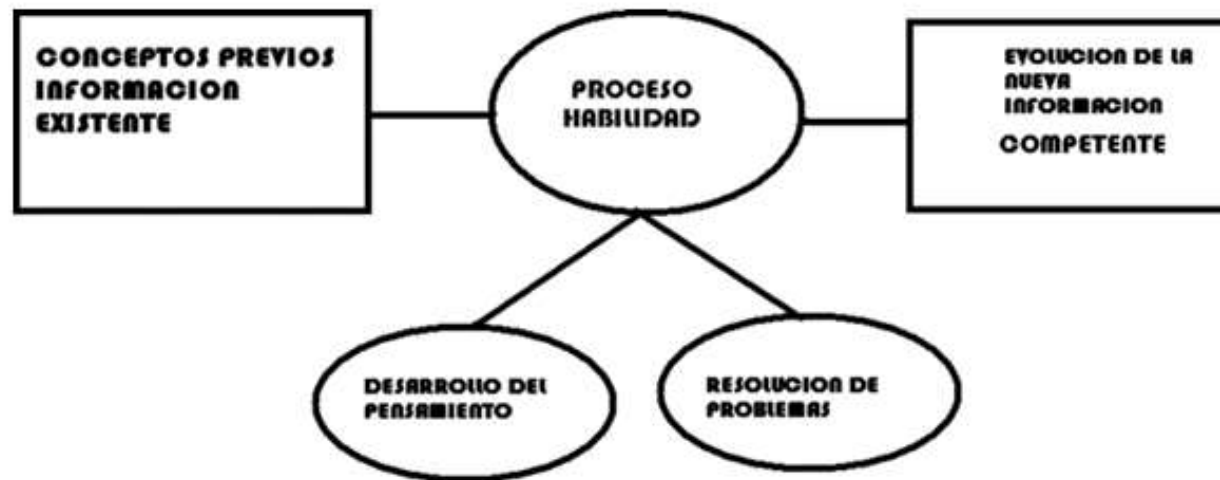 CONCEPTOS PREVIOS
INFORMACION
EXISTENTE
PROCESO
HABILIDAD
EVOLUCION DE LA
NUEVA
INFORMACION
COMPETENTE
DESARROLLO DEL
PENSAMIENTO
RESOLUCION DE
PROBLEMAS